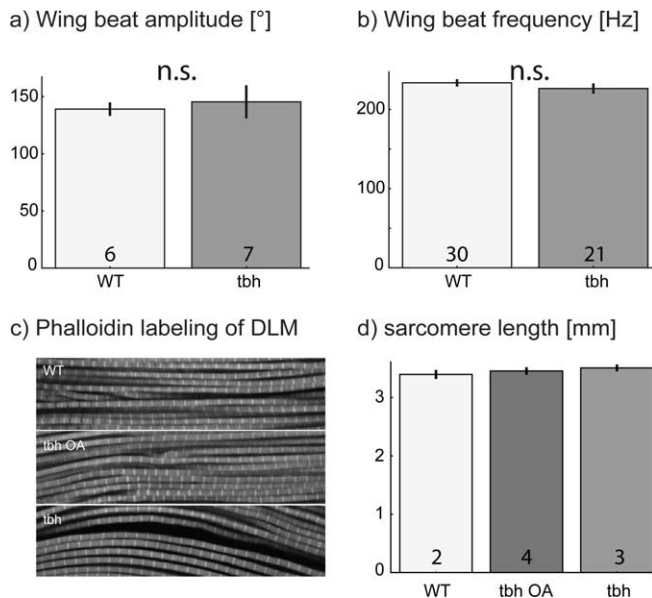 a) Wing beat amplitude [°]
n.s.
150
100
50
0
6
7
WT
tbh
b) Wing beat frequency [Hz]
n.s.
200
100
0
30
21
WT
tbh
c) Phalloidin labeling of DLM
WT
tbh OA
tbh
d) sarcomere length [mm]
3
2
1
0
2
4
3
WT
tbh OA
tbh